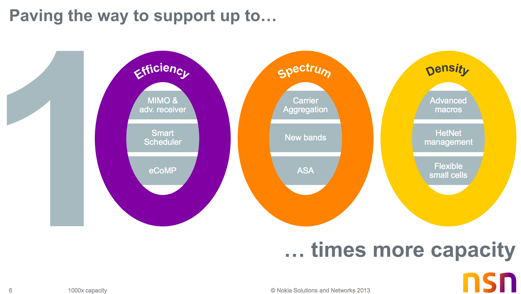 Paving the way to support up to…
1
Efficiency
MIMO &
adv. receiver
Smart
Scheduler
eCoMP
Spectrum
Carrier
Aggregation
New bands
ASA
Density
Advanced
macros
HetNet
management
Flexible
small cells
… times more capacity
6
1000x capacity
© Nokia Solutions and Networks 2013
nsn